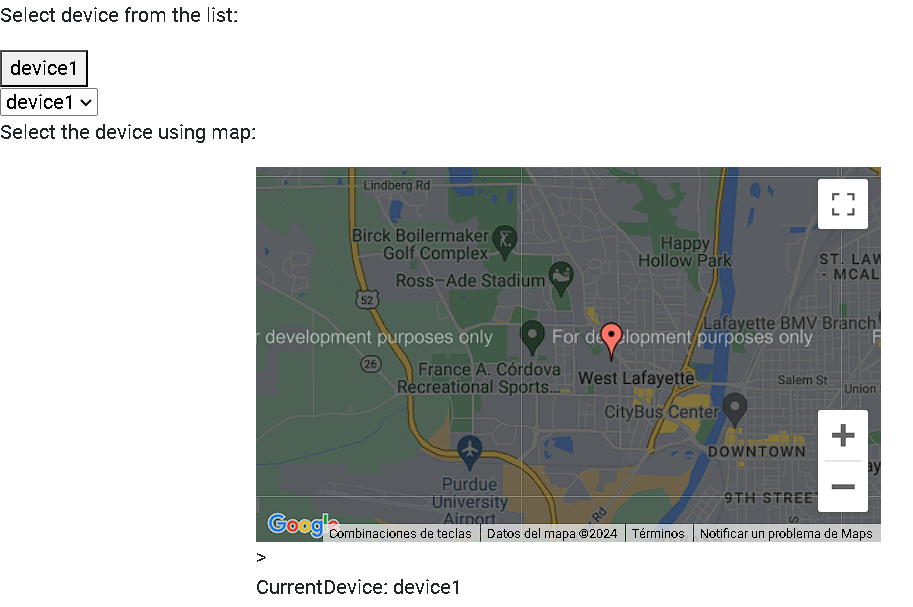 Select device from the list:
device1
device1
Select the device using map:
Lindberg Rd
Birck Boilermaker
Golf Complex
Happy
Hollow Park
ST. LAW
- MCAL
Ross-Ade Stadium
52
r development purposes only
For development purposes only
F
Lafayette BMV Branch
26
France A. Córdova
Recreational Sports...
West Lafayette
Salem St
Union
CityBus Center
DOWNTOWN
ay
Purdue
University
Airport
9TH STREET
Rd
S
Google
Combinaciones de teclas
Datos del mapa ©2024
Términos
Notificar un problema de Maps
>
CurrentDevice: device1